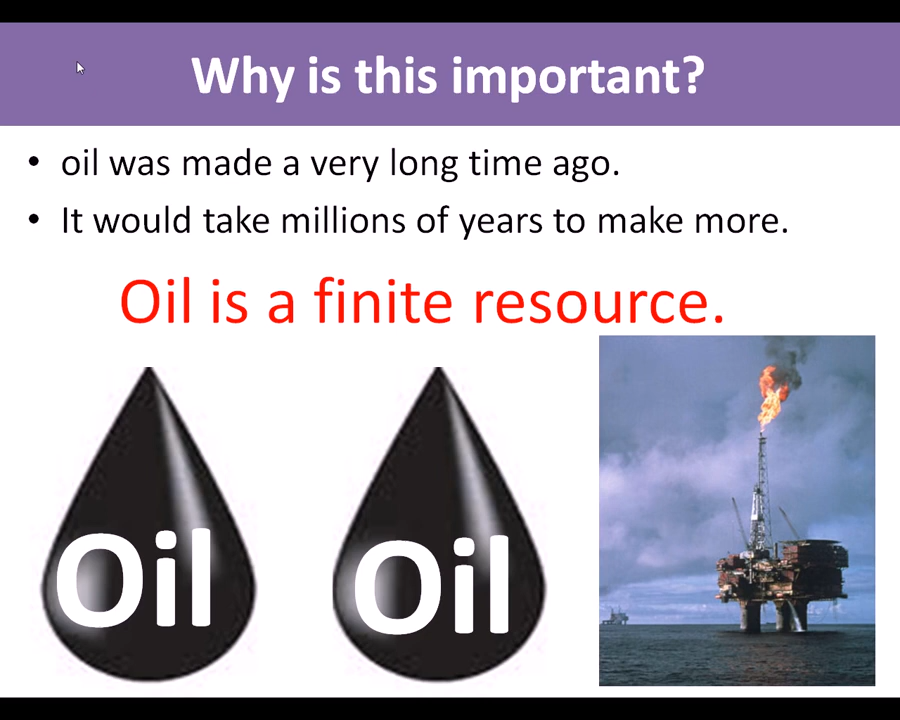 Why is this important?
• oil was made a very long time ago.
• It would take millions of years to make more.
Oil is a finite resource.
Oil
Oil